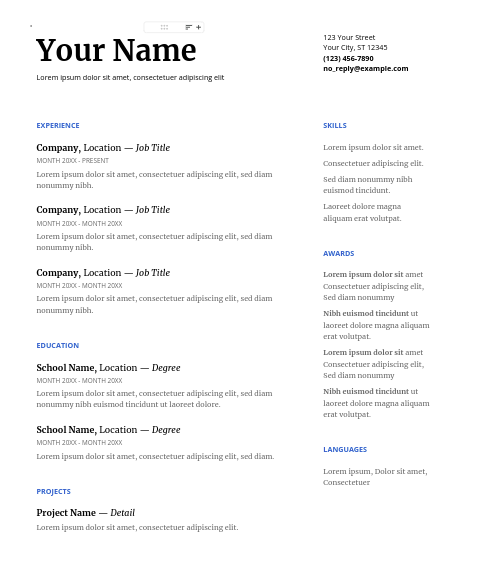 Your Name
Lorem ipsum dolor sit amet, consectetuer adipiscing elit
123 Your Street
Your City, ST 12345
(123) 456-7890
no_reply@example.com
EXPERIENCE
Company, Location — Job Title
MONTH 20XX - PRESENT
Lorem ipsum dolor sit amet, consectetuer adipiscing elit, sed diam
nonummy nibh.
Company, Location — Job Title
MONTH 20XX - MONTH 20XX
Lorem ipsum dolor sit amet, consectetuer adipiscing elit, sed diam
nonummy nibh.
Company, Location — Job Title
MONTH 20XX - MONTH 20XX
Lorem ipsum dolor sit amet, consectetuer adipiscing elit, sed diam
nonummy nibh.
EDUCATION
School Name, Location — Degree
MONTH 20XX - MONTH 20XX
Lorem ipsum dolor sit amet, consectetuer adipiscing elit, sed diam
nonummy nibh euismod tincidunt ut laoreet dolore.
School Name, Location — Degree
MONTH 20XX - MONTH 20XX
Lorem ipsum dolor sit amet, consectetuer adipiscing elit, sed diam.
PROJECTS
Project Name — Detail
Lorem ipsum dolor sit amet, consectetuer adipiscing elit.
SKILLS
Lorem ipsum dolor sit amet.
Consectetuer adipiscing elit.
Sed diam nonummy nibh
euismod tincidunt.
Laoreet dolore magna
aliquam erat volutpat.
AWARDS
Lorem ipsum dolor sit amet
Consectetuer adipiscing elit,
Sed diam nonummy
Nibh euismod tincidunt ut
laoreet dolore magna aliquam
erat volutpat.
Lorem ipsum dolor sit amet
Consectetuer adipiscing elit,
Sed diam nonummy
Nibh euismod tincidunt ut
laoreet dolore magna aliquam
erat volutpat.
LANGUAGES
Lorem ipsum, Dolor sit amet,
Consectetuer